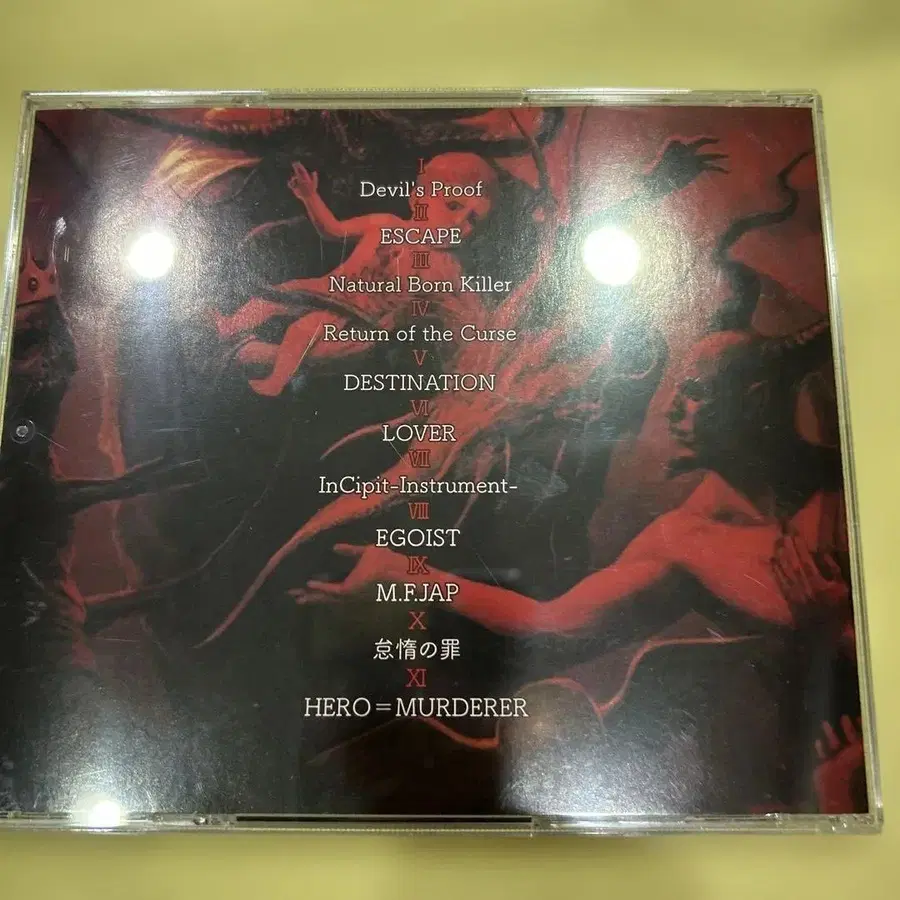 I
Devil's Proof
II
ESCAPE
III
Natural Born Killer
IV
Return of the Curse
V
DESTINATION
VI
LOVER
VII
InCipit-Instrument-
VIII
EGOIST
IX
M.F.JAP
X
怠惰の罪
XI
HERO=MURDERER